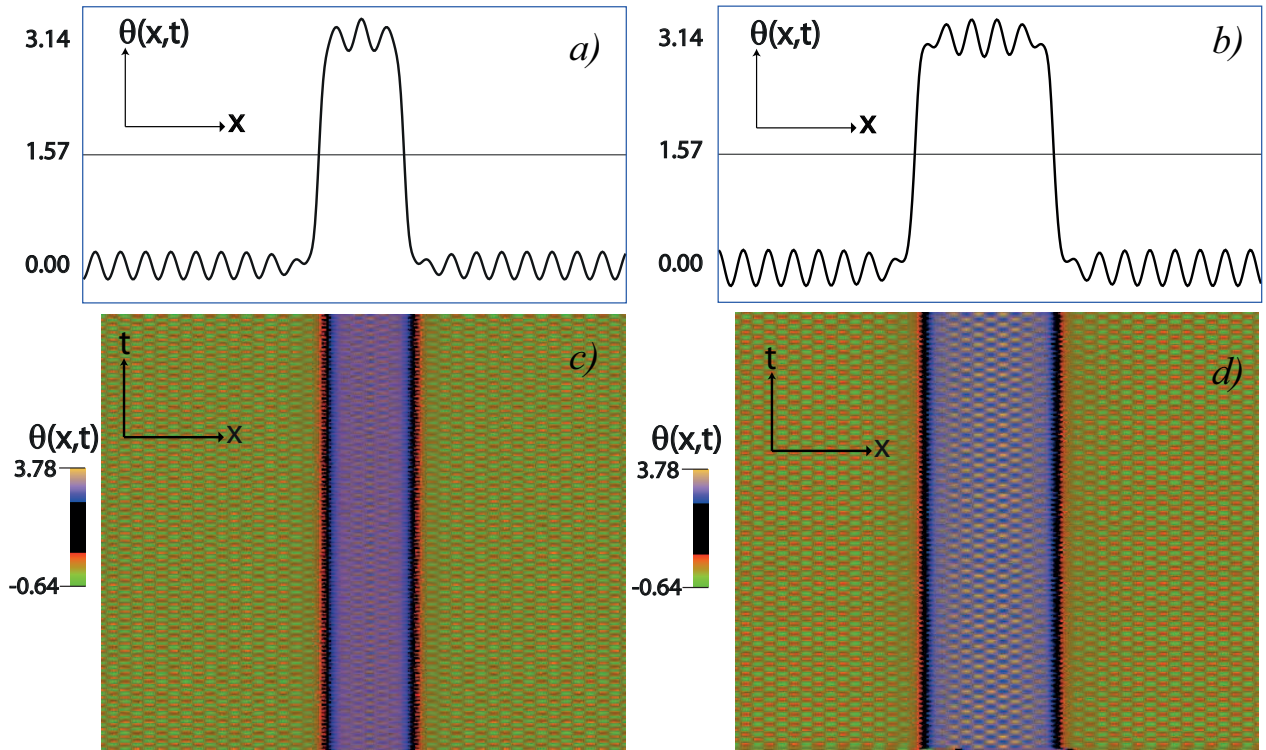 3.14
θ(x,t)
a)
x
1.57
0.00
3.14
θ(x,t)
b)
x
1.57
0.00
t
c)
x
θ(x,t)
3.78
-0.64
t
d)
x
θ(x,t)
3.78
-0.64